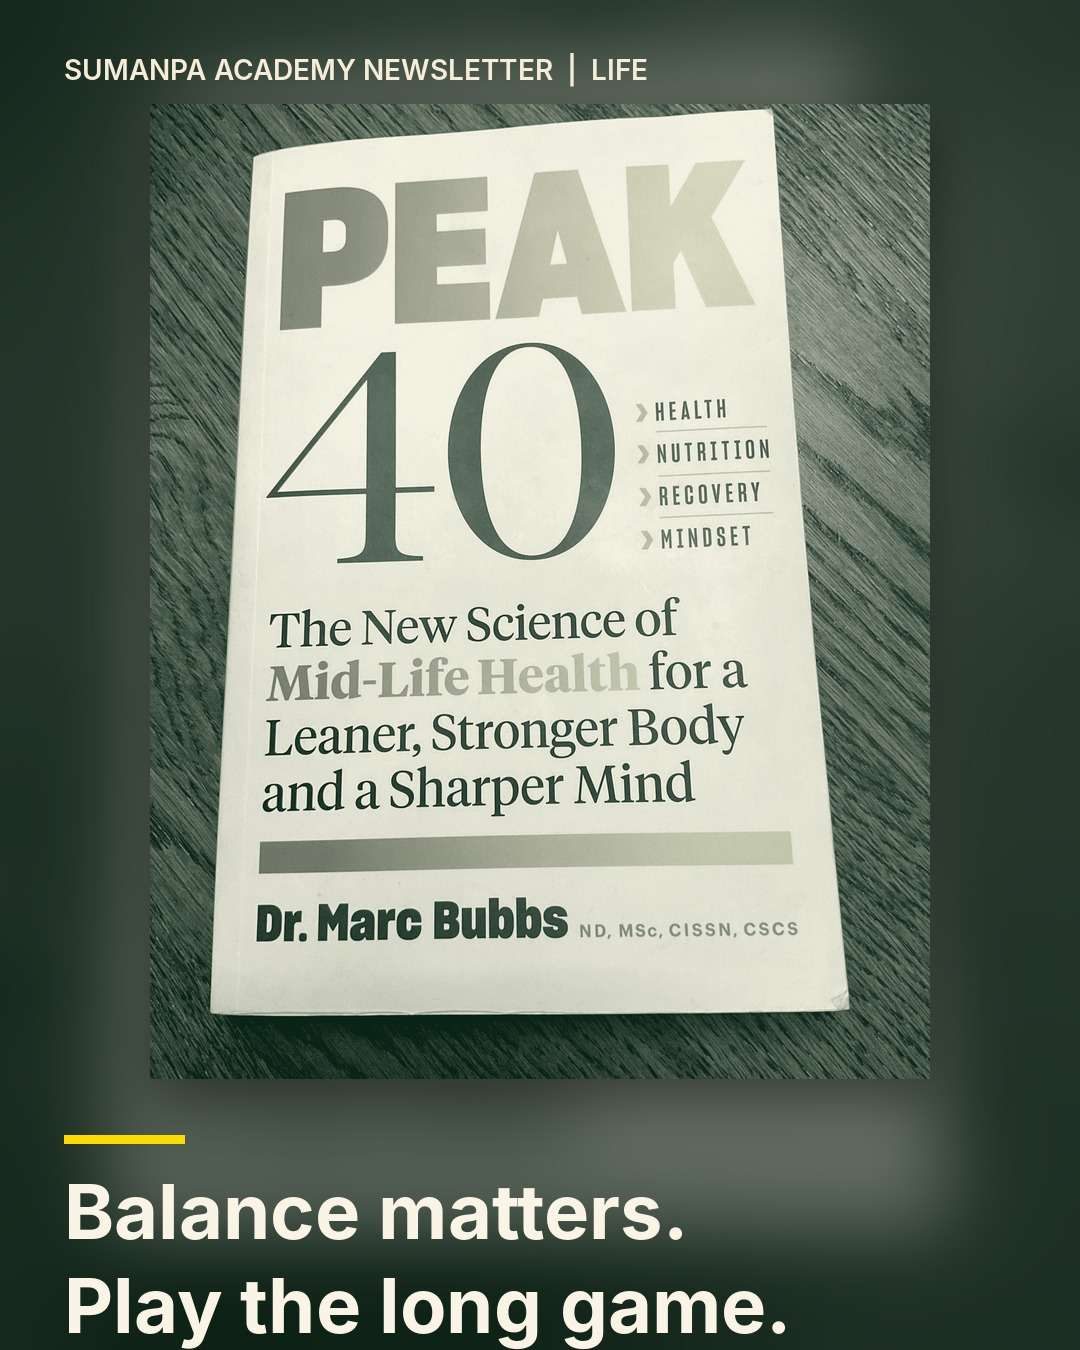 SUMANPA ACADEMY NEWSLETTER | LIFE
PEAK
40
HEALTH
NUTRITION
RECOVERY
MINDSET
The New Science of
Mid-Life Health for a
Leaner, Stronger Body
and a Sharper Mind
Dr. Marc Bubbs ND, MSc, CISSN, CSCS
Balance matters.
Play the long game.